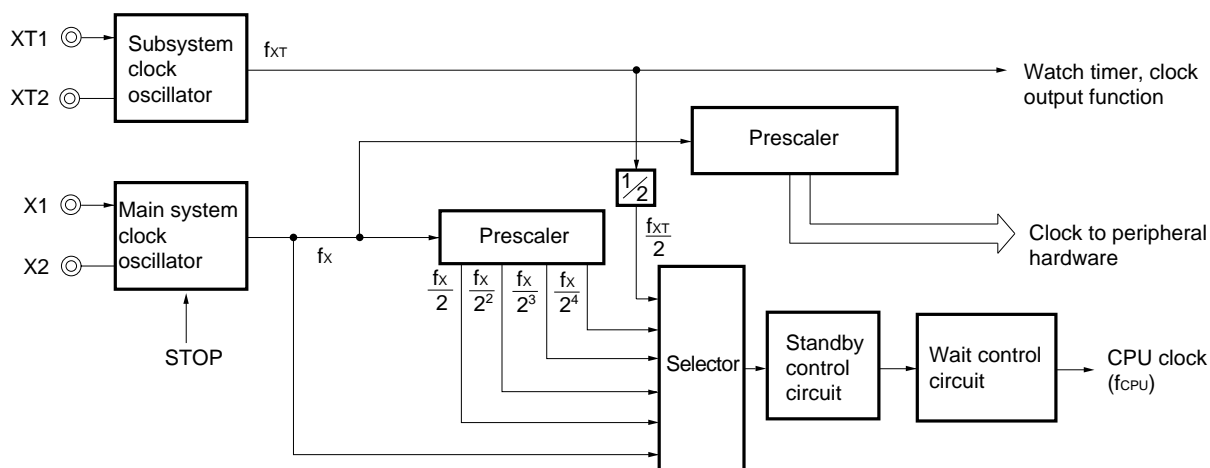 XT1
XT2
Subsystem
clock
oscillator
fXT
Watch timer, clock
output function
Prescaler
1/2
X1
X2
Main system
clock
oscillator
fX
Prescaler
fXT/2
Clock to peripheral
hardware
fX/2
fX/2²
fX/2³
fX/2⁴
STOP
Selector
Standby
control
circuit
Wait control
circuit
CPU clock
(fCPU)